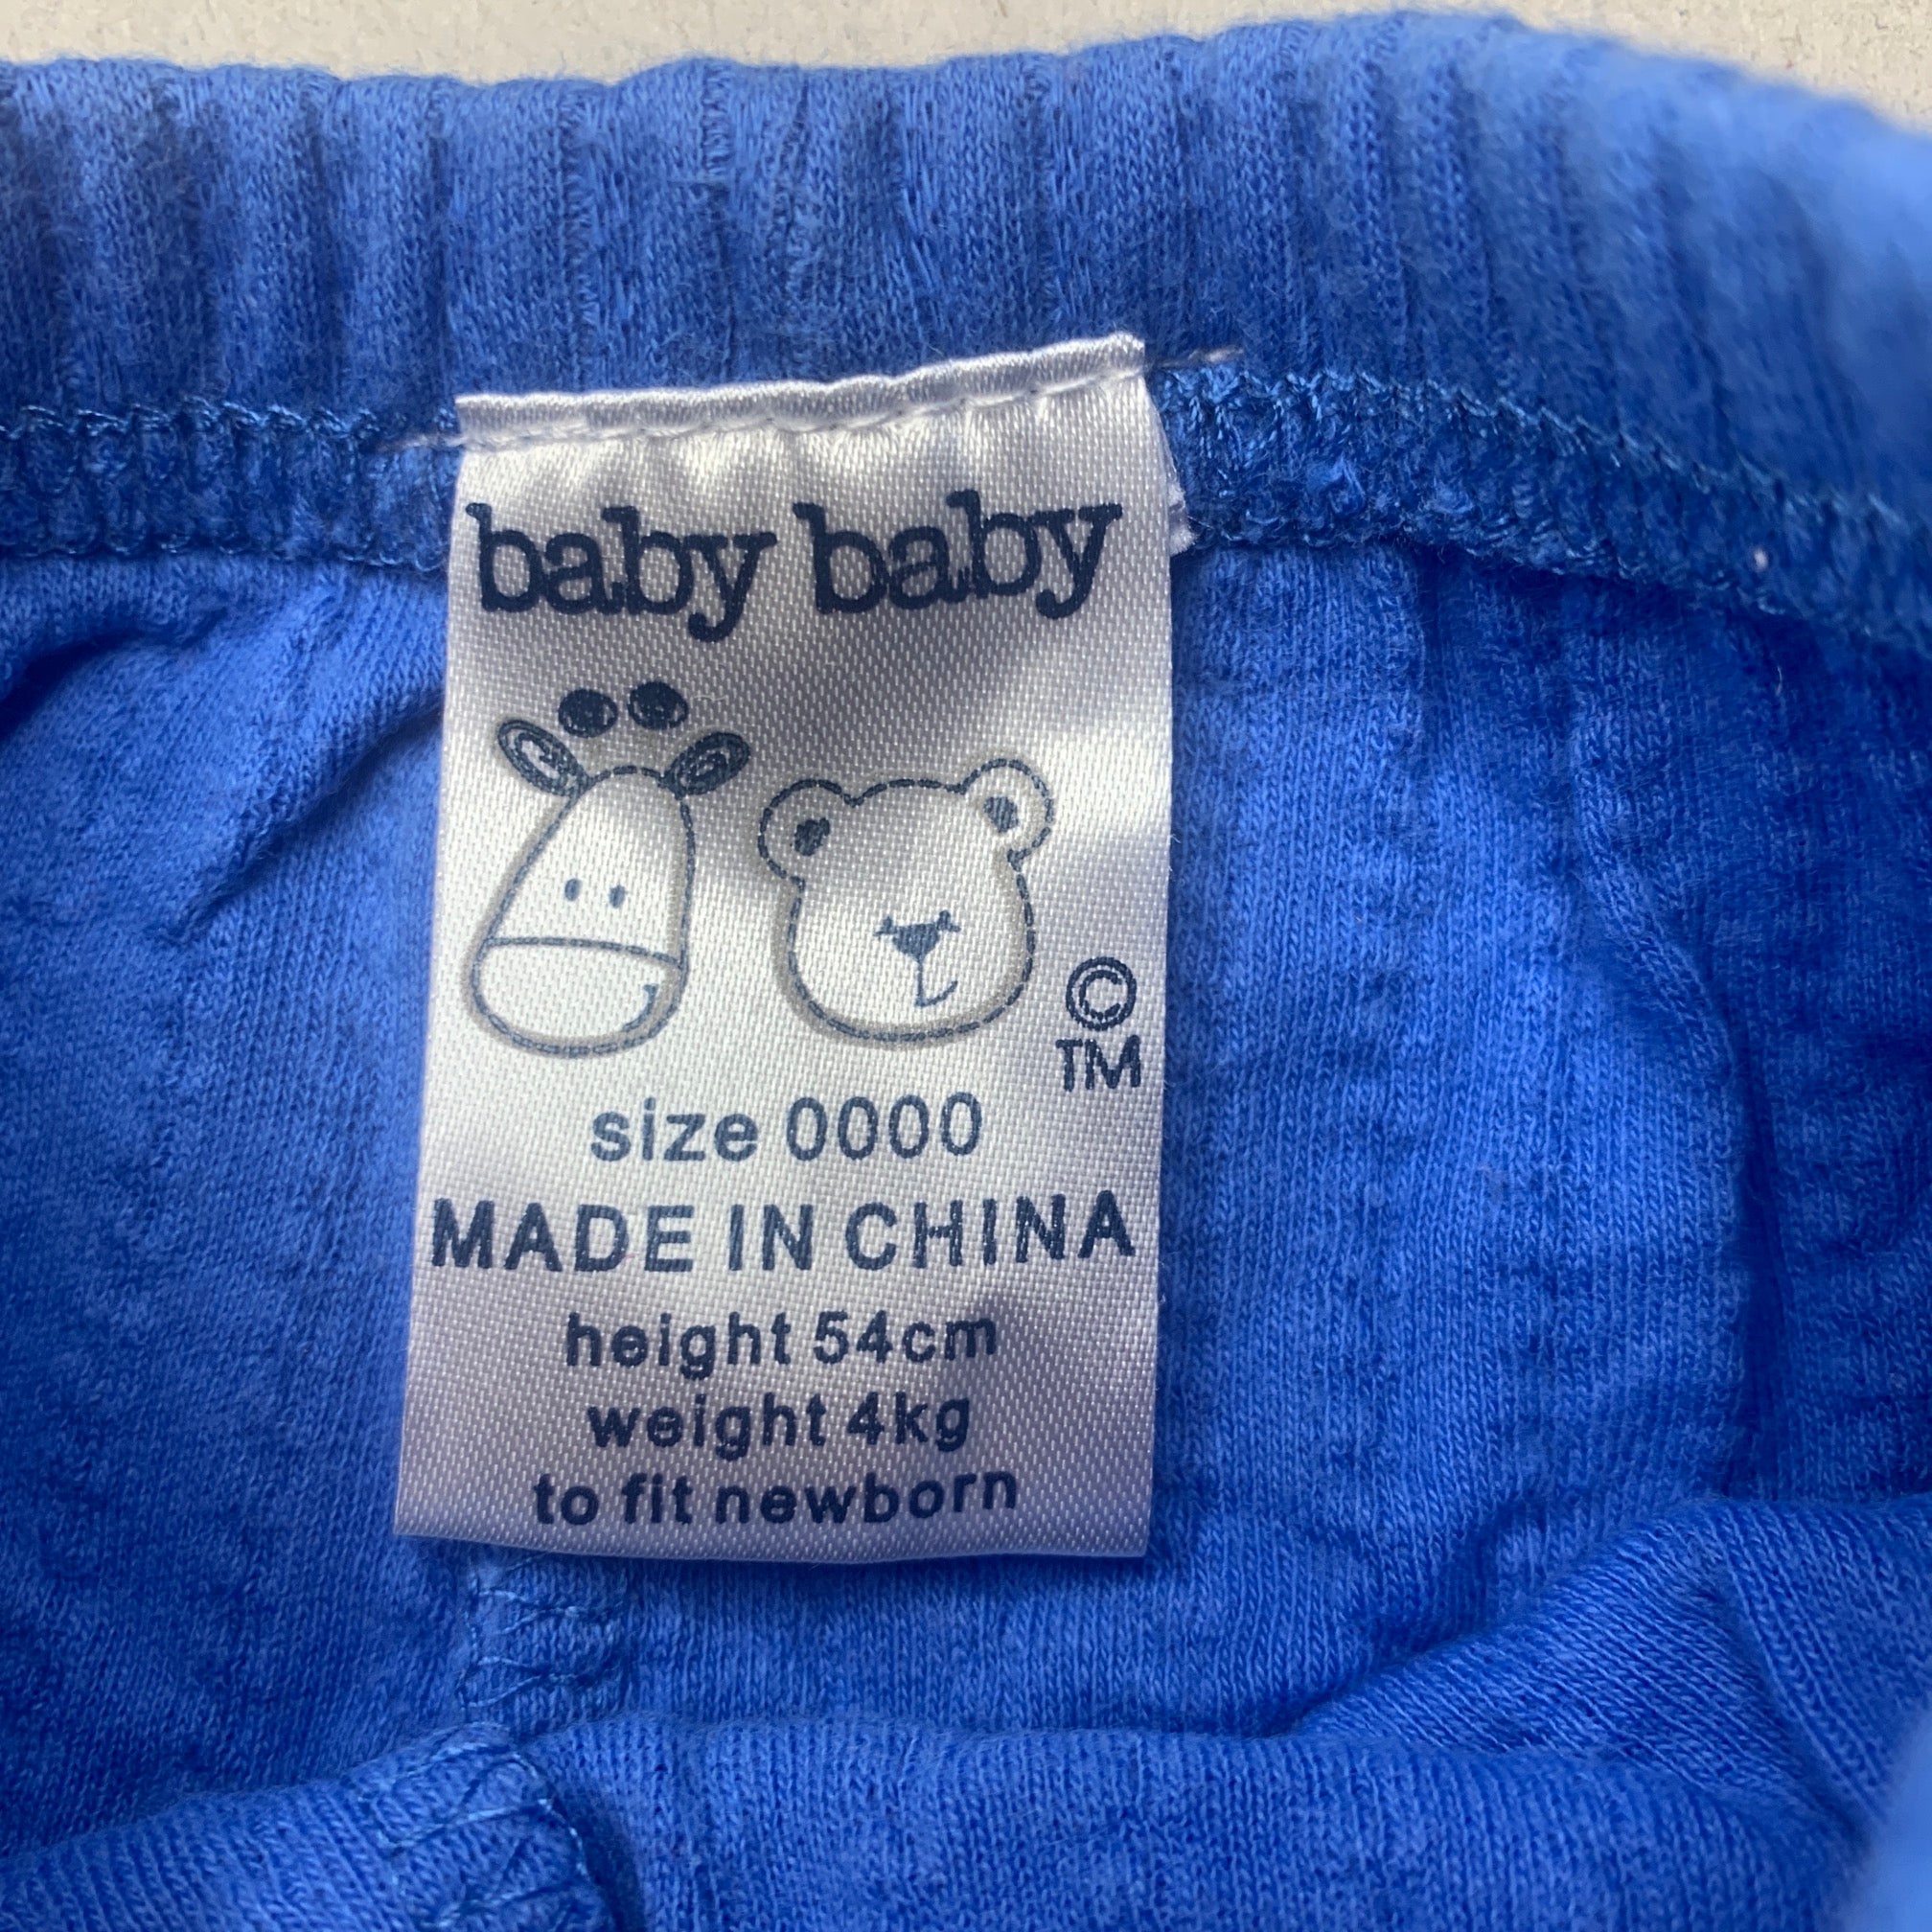 baby baby
©
TM
size 0000
MADE IN CHINA
height 54cm
weight 4kg
to fit newborn